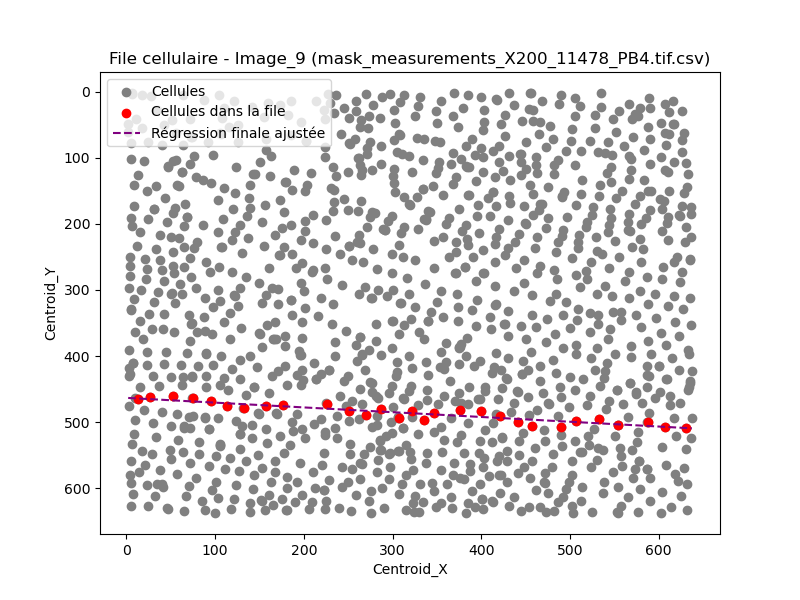 File cellulaire - Image_9 (mask_measurements_X200_11478_PB4.tif.csv)
Cellules
Cellules dans la file
Régression finale ajustée
0
100
200
300
400
500
600
Centroid_Y
0 100 200 300 400 500 600
Centroid_X